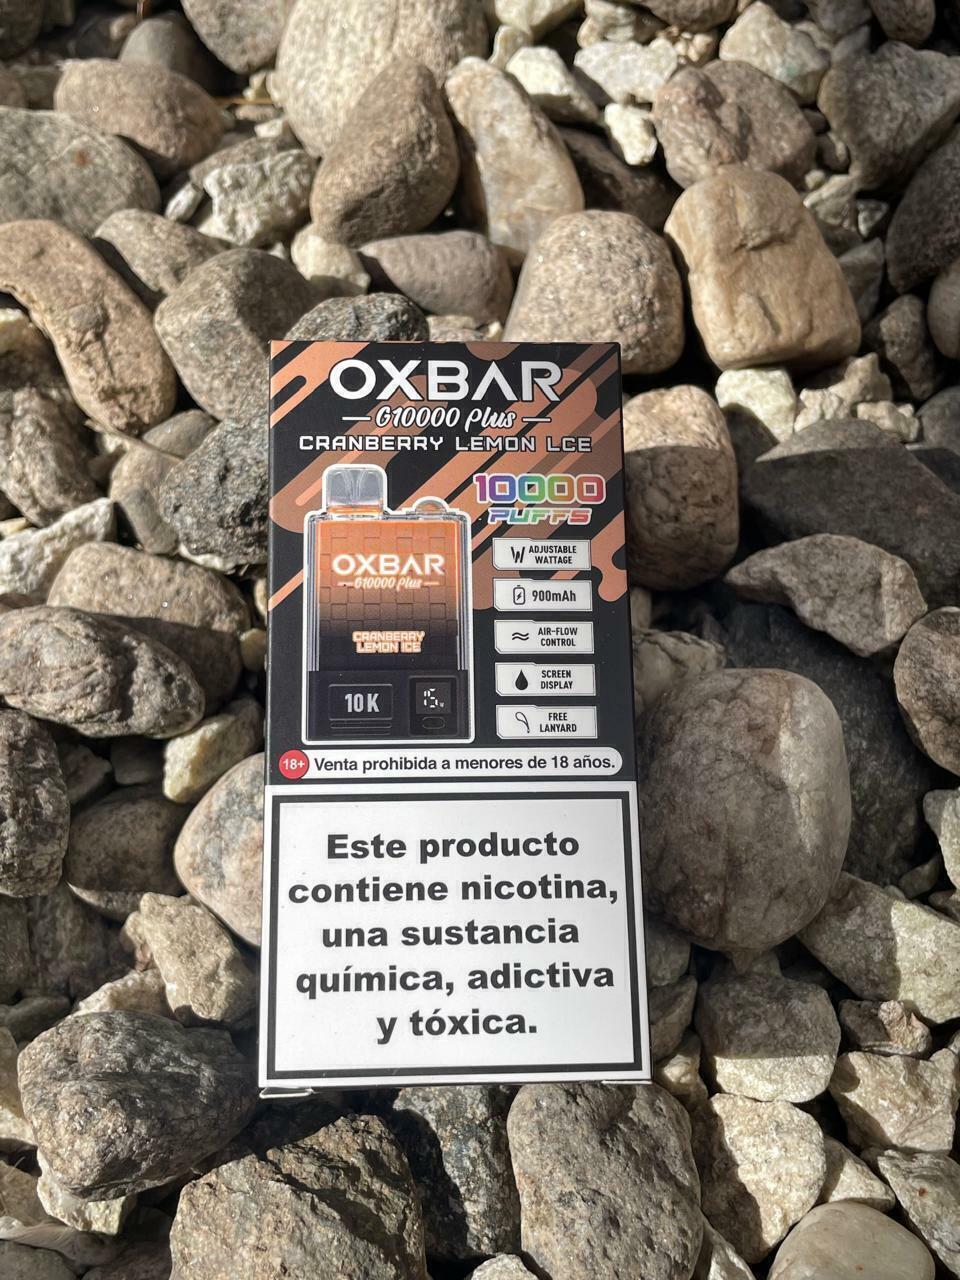 OXBAR
G10000 Plus
CRANBERRY LEMON LCE
10000
PUFFS
OXBAR
G10000 Plus
CRANBERRY
LEMON ICE
10K
15W
W ADJUSTABLE
WATTAGE
900mAh
AIR-FLOW
CONTROL
SCREEN
DISPLAY
FREE
LANYARD
18+ Venta prohibida a menores de 18 años.
Este producto
contiene nicotina,
una sustancia
química, adictiva
y tóxica.